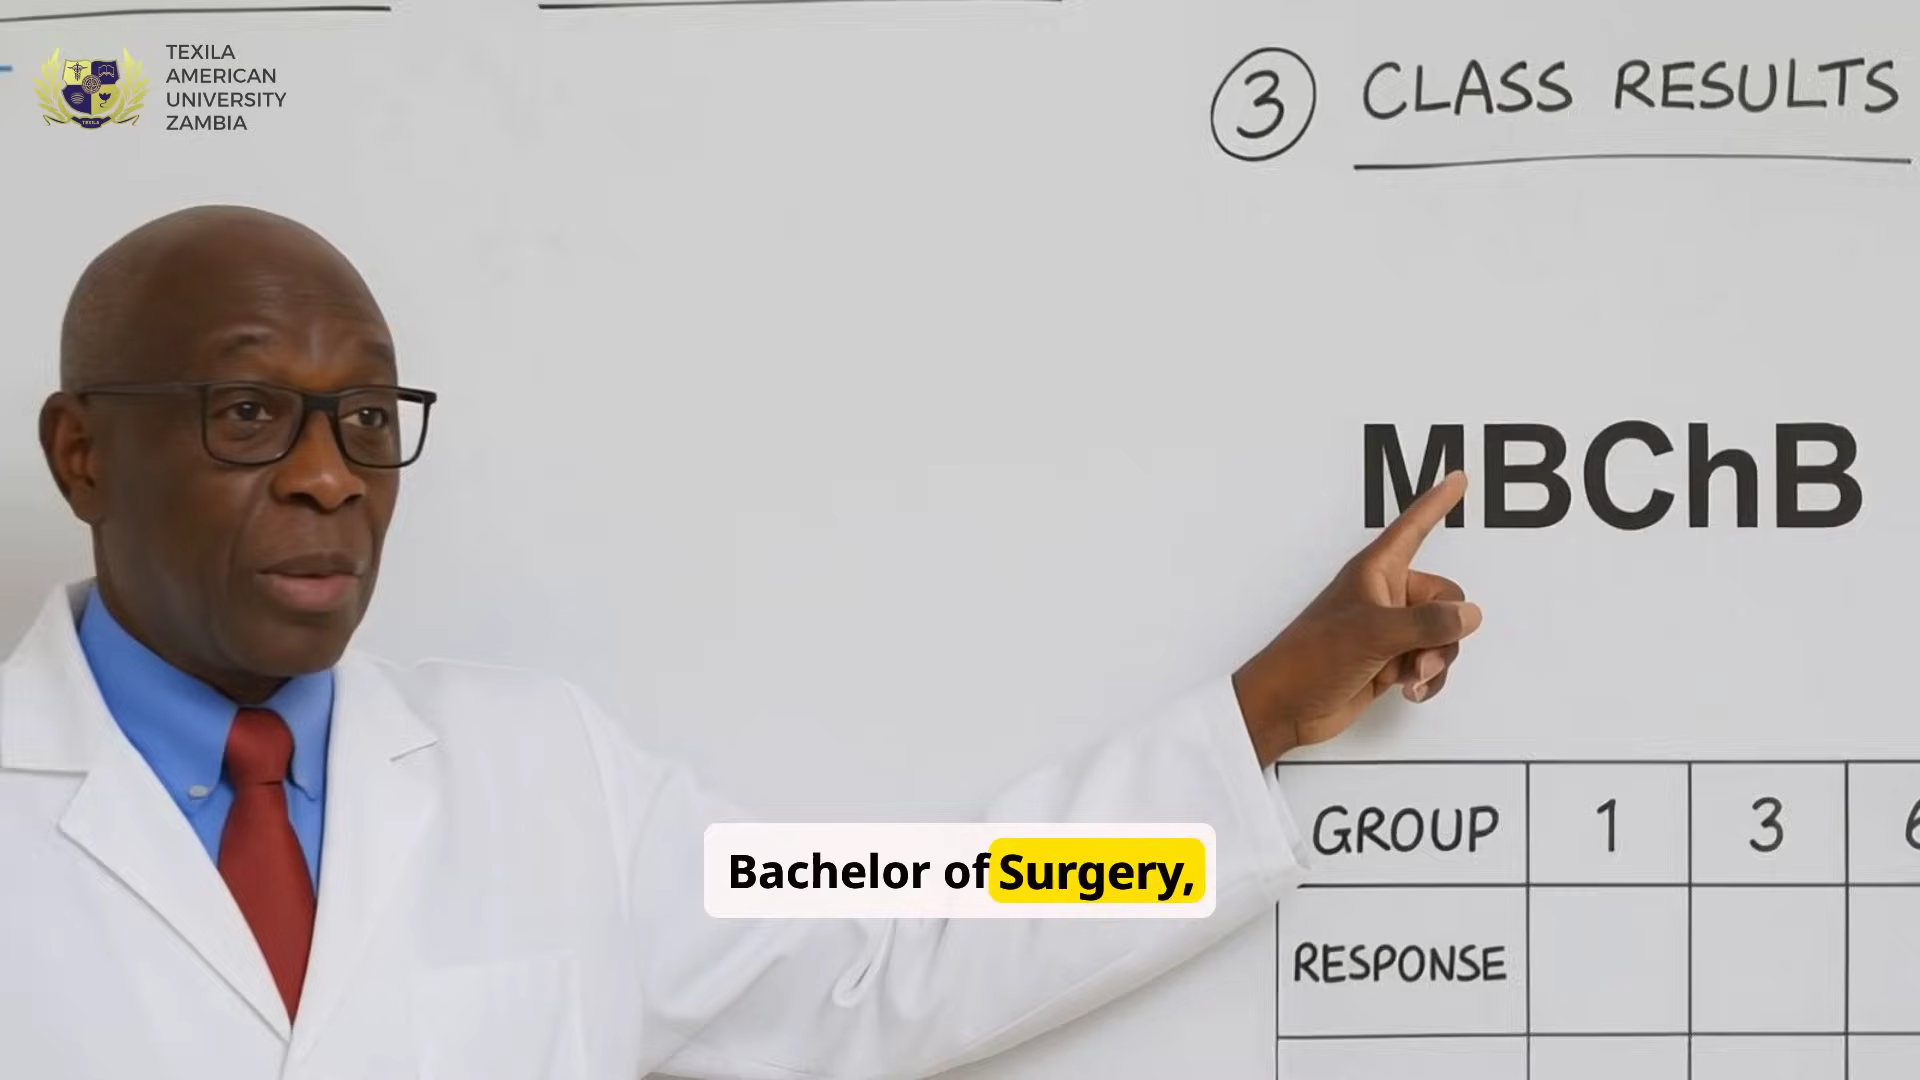 TEXILA
AMERICAN
UNIVERSITY
ZAMBIA
3 CLASS RESULTS
MBChB
Bachelor of Surgery,
GROUP 1 3
RESPONSE